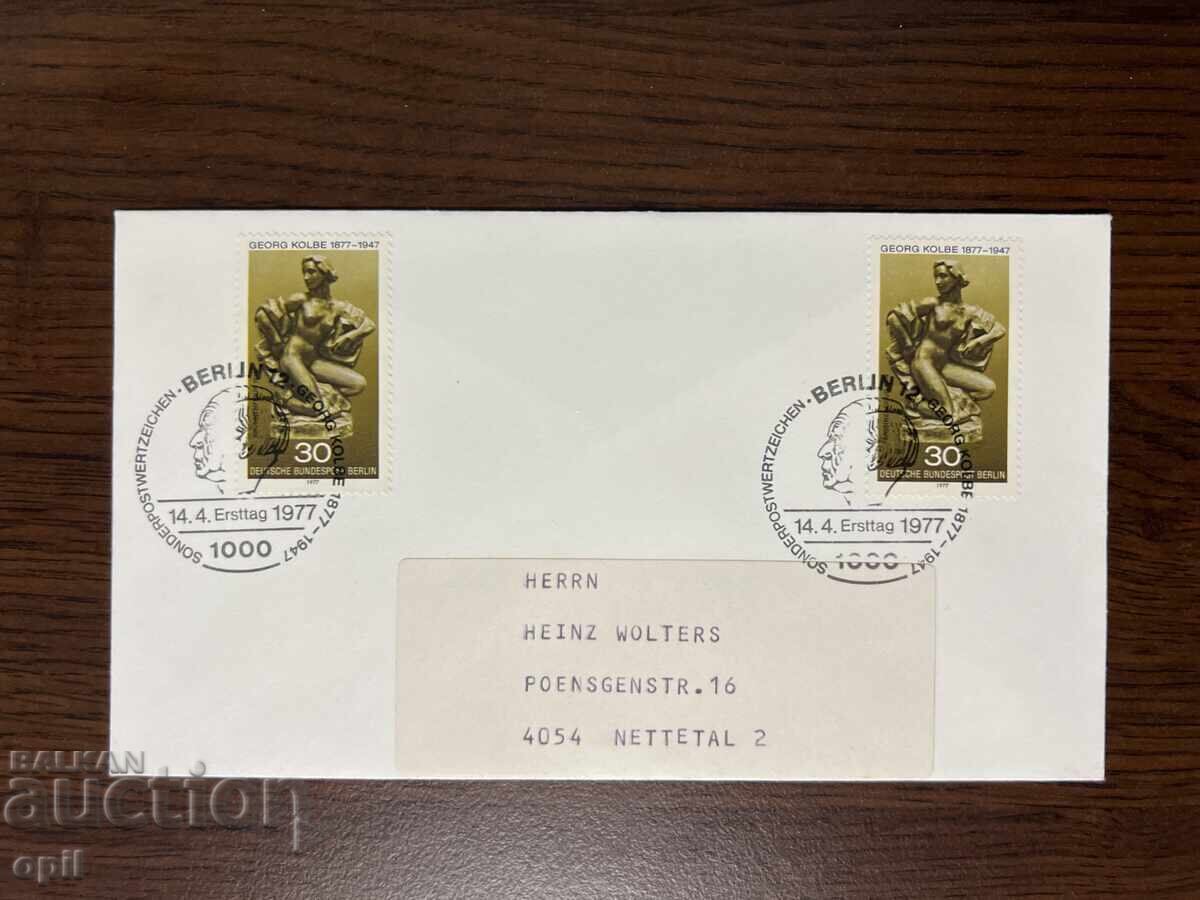 GEORG KOLBE 1877–1947
30
DEUTSCHE BUNDESPOST BERLIN
1977
SONDERPOSTWERTZEICHEN · BERLIN 12 · GEORG KOLBE 1877–1947
14.4. Ersttag 1977
1000
GEORG KOLBE 1877–1947
30
DEUTSCHE BUNDESPOST BERLIN
1977
SONDERPOSTWERTZEICHEN · BERLIN 12 · GEORG KOLBE 1877–1947
14.4. Ersttag 1977
1000
HERRN
HEINZ WOLTERS
POENSGENSTR.16
4054 NETTETAL 2
BALKAN
auction
opil